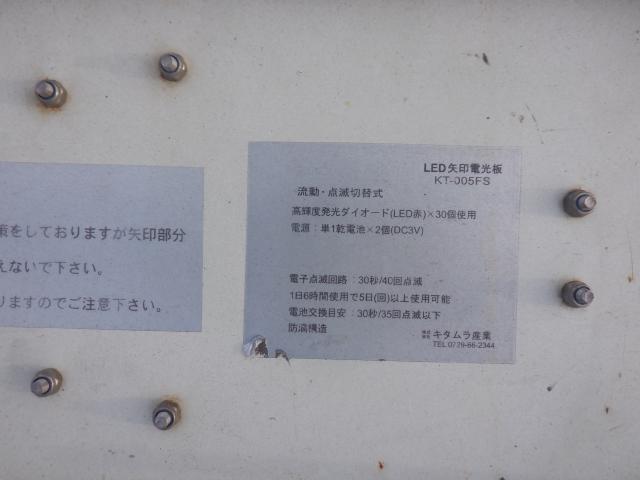 策をしておりますが矢印部分
えないで下さい。
りますのでご注意下さい。
LED矢印電光板
KT-005FS
流動・点滅切替式
高輝度発光ダイオード(LED赤)×30個使用
電源：単1乾電池×2個(DC3V)
電子点滅回路：30秒/40回点滅
1日6時間使用で5日(回)以上使用可能
電池交換目安：30秒/35回点滅以下
防滴構造
株式会社 キタムラ産業
TEL 0729-66-2344